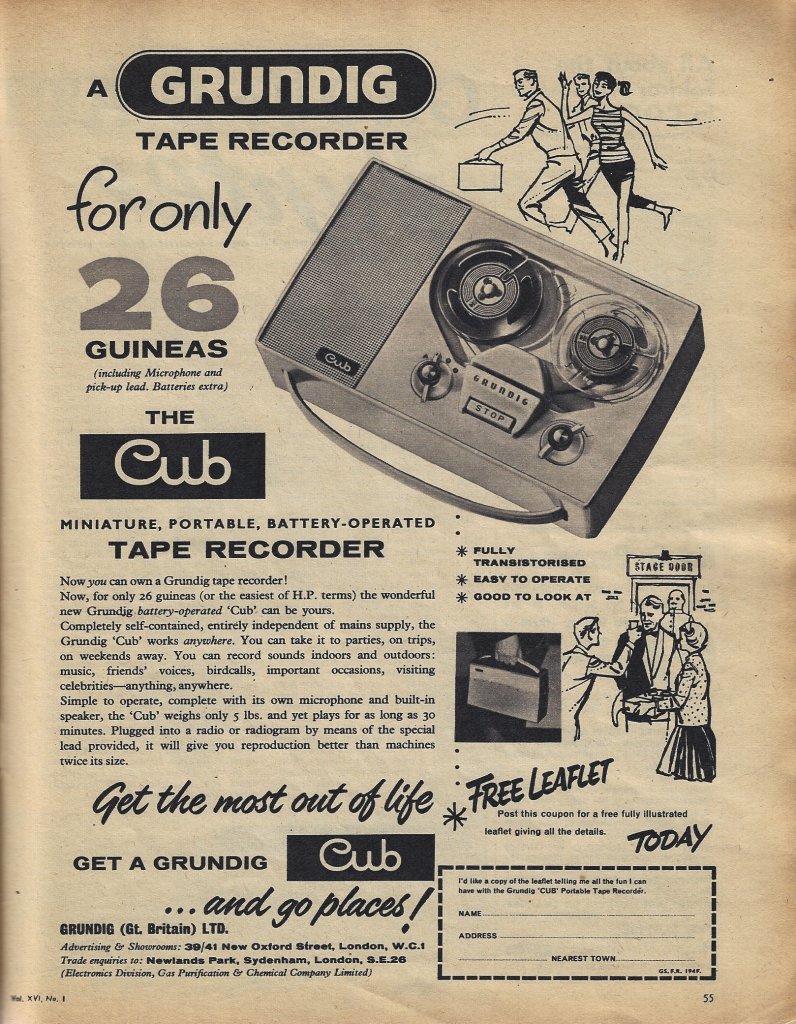 A GRUNDIG
TAPE RECORDER
for only
26
GUINEAS
(including Microphone and
pick-up lead. Batteries extra)
THE
Cub
Cub
GRUNDIG
STOP
MINIATURE, PORTABLE, BATTERY-OPERATED
TAPE RECORDER
Now you can own a Grundig tape recorder!
Now, for only 26 guineas (or the easiest of H.P. terms) the wonderful
new Grundig battery-operated 'Cub' can be yours.
Completely self-contained, entirely independent of mains supply, the
Grundig 'Cub' works anywhere. You can take it to parties, on trips,
on weekends away. You can record sounds indoors and outdoors:
music, friends' voices, birdcalls, important occasions, visiting
celebrities—anything, anywhere.
Simple to operate, complete with its own microphone and built-in
speaker, the 'Cub' weighs only 5 lbs. and yet plays for as long as 30
minutes. Plugged into a radio or radiogram by means of the special
lead provided, it will give you reproduction better than machines
twice its size.
* FULLY
TRANSISTORISED
* EASY TO OPERATE
* GOOD TO LOOK AT
STAGE DOOR
Get the most out of life
GET A GRUNDIG Cub
...and go places!
GRUNDIG (Gt. Britain) LTD.
Advertising & Showrooms: 39/41 New Oxford Street, London, W.C.1
Trade enquiries to: Newlands Park, Sydenham, London, S.E.26
(Electronics Division, Gas Purification & Chemical Company Limited)
* FREE LEAFLET
Post this coupon for a free fully illustrated
leaflet giving all the details.
TODAY
I'd like a copy of the leaflet telling me all the fun I can
have with the Grundig 'CUB' Portable Tape Recorder.
NAME
ADDRESS
NEAREST TOWN
GS. F.R. 194F.
Vol. XVI, No. 1
55